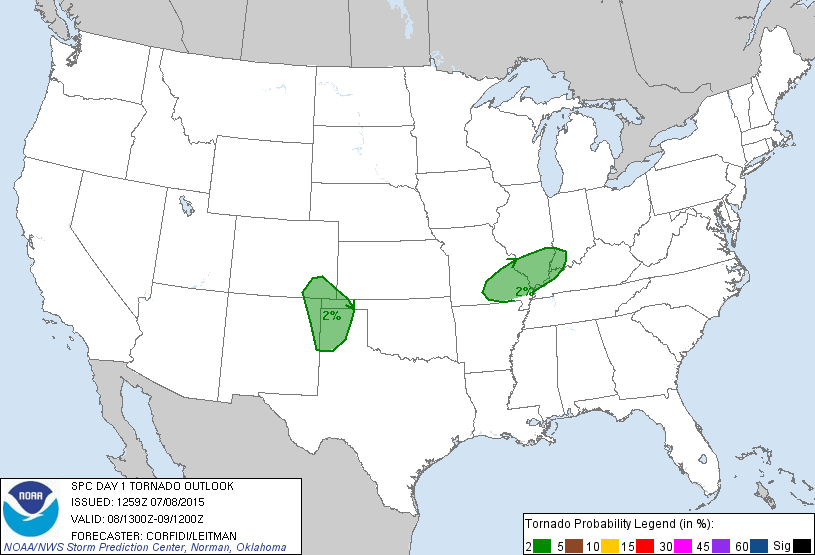 2%
2%
NOAA
SPC DAY 1 TORNADO OUTLOOK
ISSUED: 1259Z 07/08/2015
VALID: 08/1300Z-09/1200Z
FORECASTER: CORFIDI/LEITMAN
NOAA/NWS Storm Prediction Center, Norman, Oklahoma
Tornado Probability Legend (in %):
2 5 10 15 30 45 60 Sig